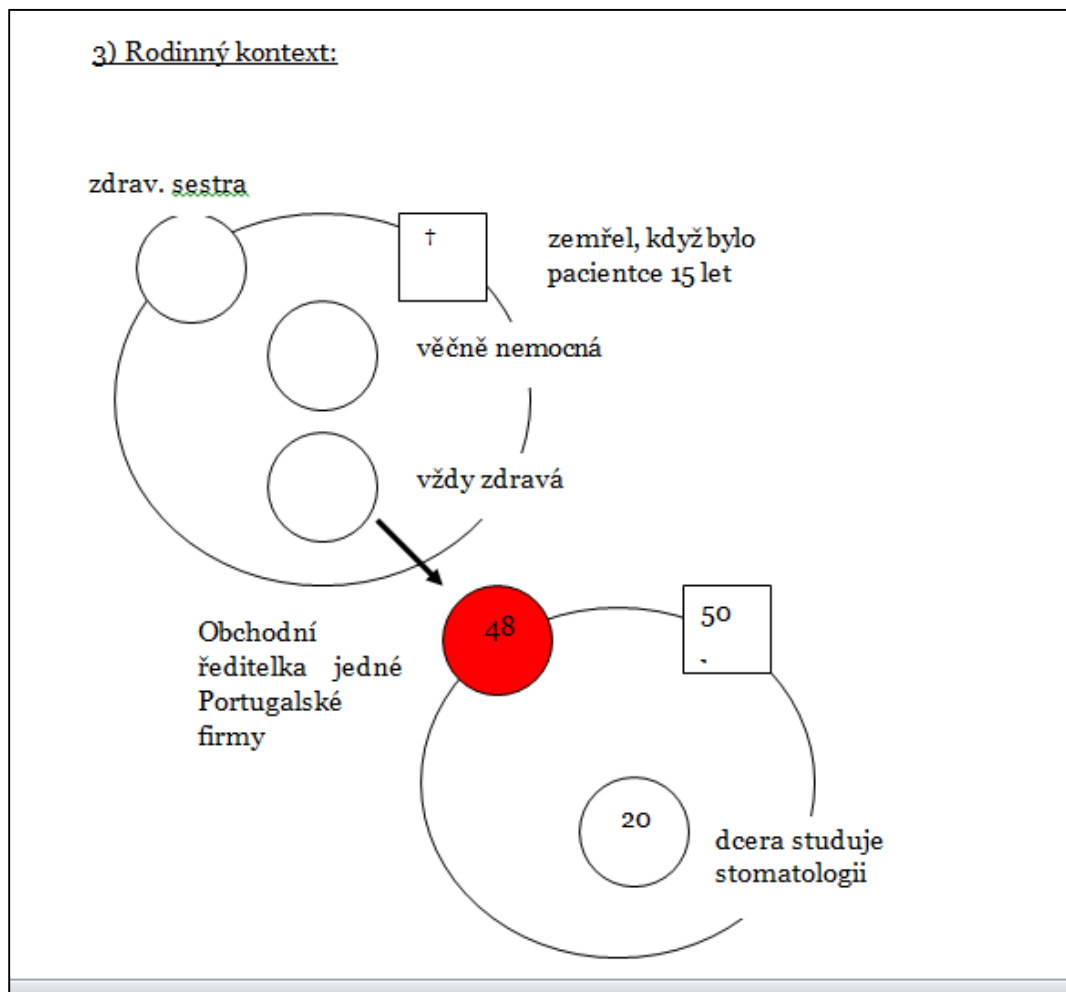 3) Rodinný kontext:
zdrav. sestra
†
zemřel, když bylo
pacientce 15 let
věčně nemocná
vždy zdravá
48
50
Obchodní
ředitelka jedné
Portugalské
firmy
20
dcera studuje
stomatologii